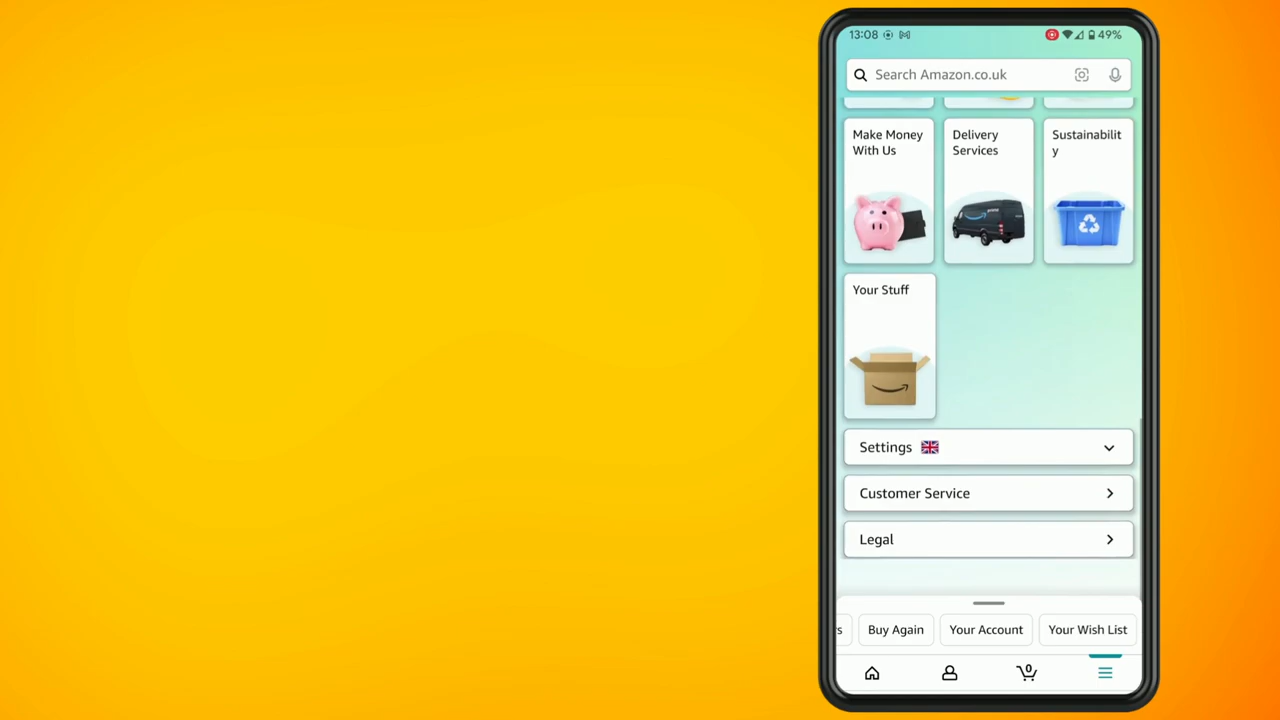 13:08
49%
Search Amazon.co.uk
Make Money
With Us
Delivery
Services
Sustainabilit
y
Your Stuff
Settings
Customer Service
Legal
s
Buy Again
Your Account
Your Wish List
0